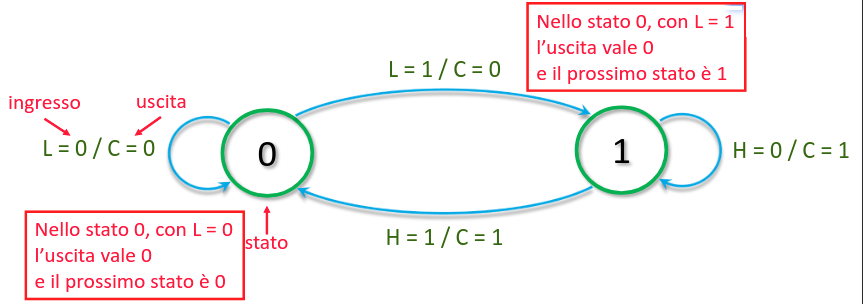 Nello stato 0, con L = 1
l'uscita vale 0
e il prossimo stato è 1
L = 1 / C = 0
ingresso
uscita
L = 0 / C = 0
0
1
H = 0 / C = 1
Nello stato 0, con L = 0
l'uscita vale 0
e il prossimo stato è 0
stato
H = 1 / C = 1